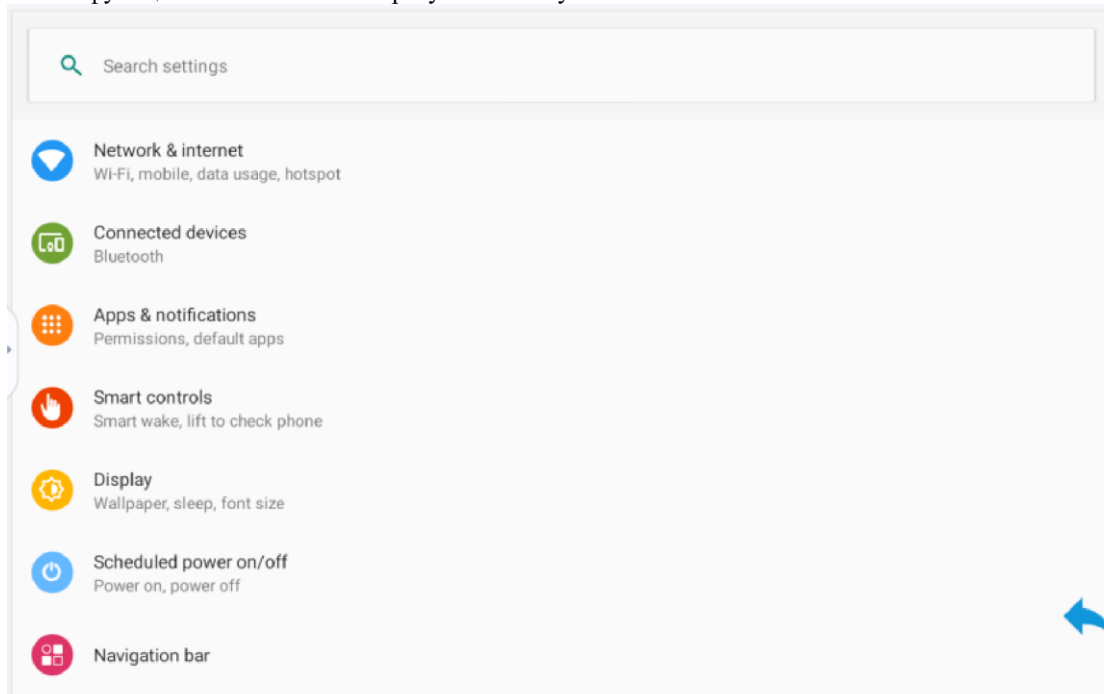 Search settings
Network & internet
Wi-Fi, mobile, data usage, hotspot
Connected devices
Bluetooth
Apps & notifications
Permissions, default apps
Smart controls
Smart wake, lift to check phone
Display
Wallpaper, sleep, font size
Scheduled power on/off
Power on, power off
Navigation bar